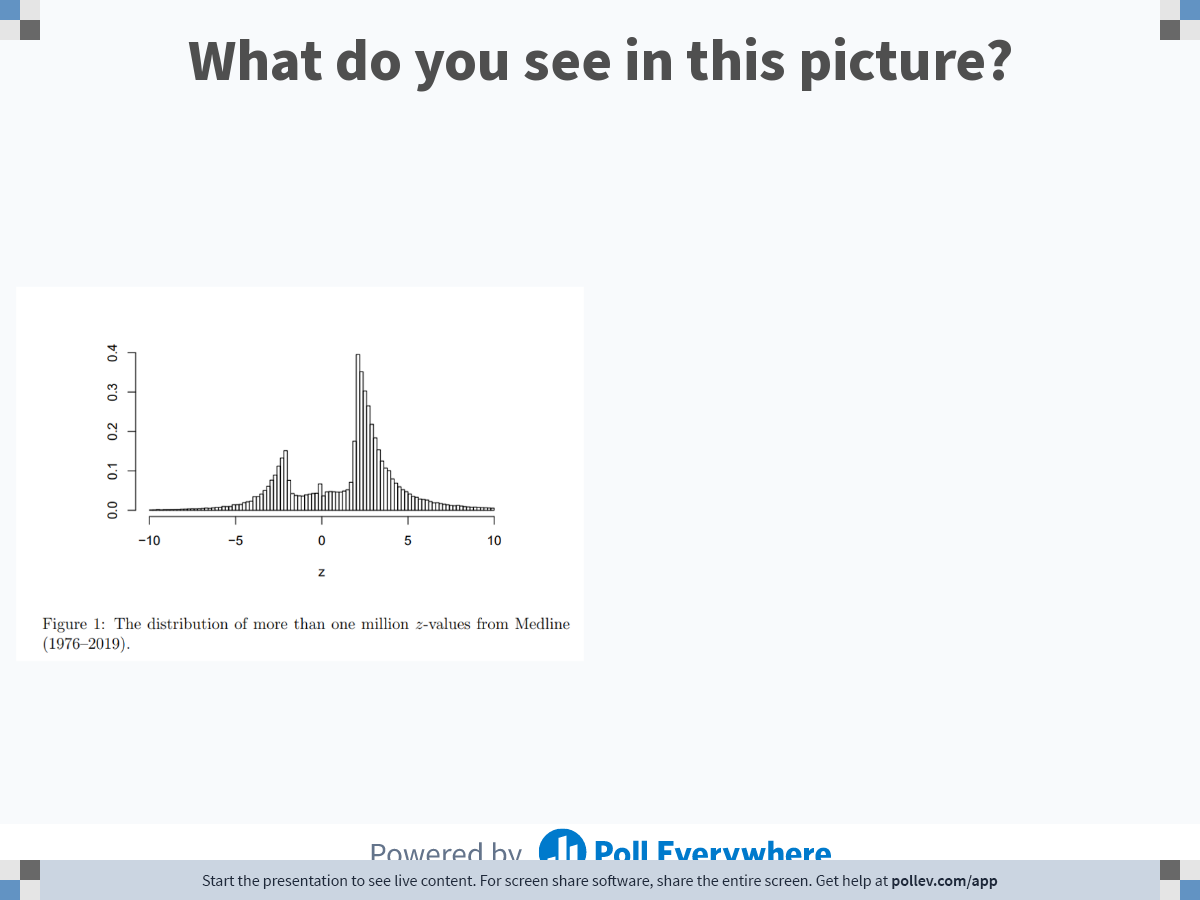 What do you see in this picture?
0.4
0.3
0.2
0.1
0.0
−10 −5 0 5 10
z
Figure 1: The distribution of more than one million z-values from Medline
(1976–2019).
Powered by Poll Everywhere
Start the presentation to see live content. For screen share software, share the entire screen. Get help at pollev.com/app